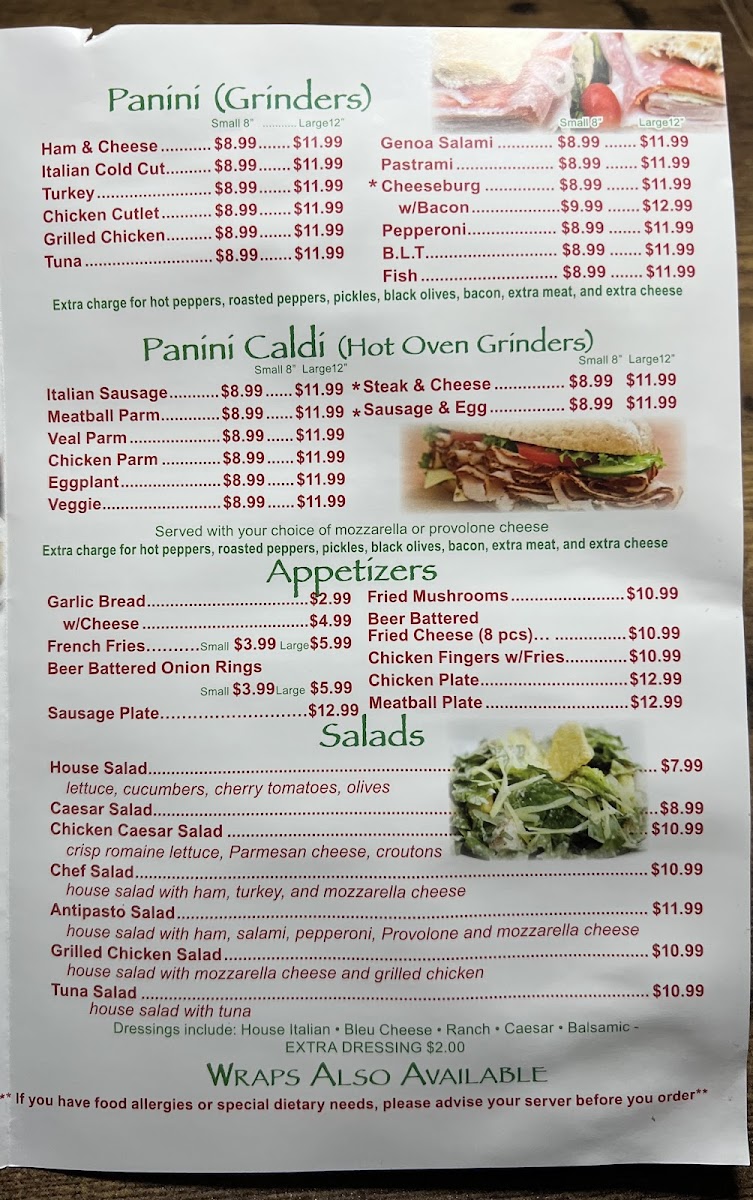 Panini (Grinders)
Small 8" ........... Large12"
Ham & Cheese........... $8.99....... $11.99
Italian Cold Cut.......... $8.99....... $11.99
Turkey............................ $8.99....... $11.99
Chicken Cutlet............ $8.99....... $11.99
Grilled Chicken.......... $8.99....... $11.99
Tuna.............................. $8.99....... $11.99
Small 8" Large12"
Genoa Salami ............. $8.99 ....... $11.99
Pastrami........................ $8.99 ....... $11.99
* Cheeseburg ................ $8.99 ....... $11.99
w/Bacon.....................$9.99 ....... $12.99
Pepperoni..................... $8.99 ....... $11.99
B.L.T............................... $8.99 ....... $11.99
Fish ................................ $8.99 ....... $11.99
Extra charge for hot peppers, roasted peppers, pickles, black olives, bacon, extra meat, and extra cheese
Panini Caldi (Hot Oven Grinders)
Small 8" Large12"
Italian Sausage............$8.99...... $11.99
Meatball Parm..............$8.99...... $11.99
Veal Parm......................$8.99...... $11.99
Chicken Parm ..............$8.99...... $11.99
Eggplant........................$8.99...... $11.99
Veggie............................$8.99...... $11.99
Small 8" Large12"
* Steak & Cheese ................. $8.99 $11.99
* Sausage & Egg.................. $8.99 $11.99
Served with your choice of mozzarella or provolone cheese
Extra charge for hot peppers, roasted peppers, pickles, black olives, bacon, extra meat, and extra cheese
Appetizers
Garlic Bread......................................$2.99
w/Cheese .......................................$4.99
French Fries..........Small $3.99 Large $5.99
Beer Battered Onion Rings
Small $3.99 Large $5.99
Sausage Plate................................$12.99
Fried Mushrooms..........................$10.99
Beer Battered
Fried Cheese (8 pcs)... ................$10.99
Chicken Fingers w/Fries..............$10.99
Chicken Plate..................................$12.99
Meatball Plate.................................$12.99
Salads
House Salad.......................................................... $7.99
lettuce, cucumbers, cherry tomatoes, olives
Caesar Salad.......................................................... $8.99
Chicken Caesar Salad .......................................... $10.99
crisp romaine lettuce, Parmesan cheese, croutons
Chef Salad.............................................................. $10.99
house salad with ham, turkey, and mozzarella cheese
Antipasto Salad...................................................... $11.99
house salad with ham, salami, pepperoni, Provolone and mozzarella cheese
Grilled Chicken Salad............................................ $10.99
house salad with mozzarella cheese and grilled chicken
Tuna Salad ............................................................. $10.99
house salad with tuna
Dressings include: House Italian • Bleu Cheese • Ranch • Caesar • Balsamic -
EXTRA DRESSING $2.00
WRAPS ALSO AVAILABLE
** If you have food allergies or special dietary needs, please advise your server before you order**